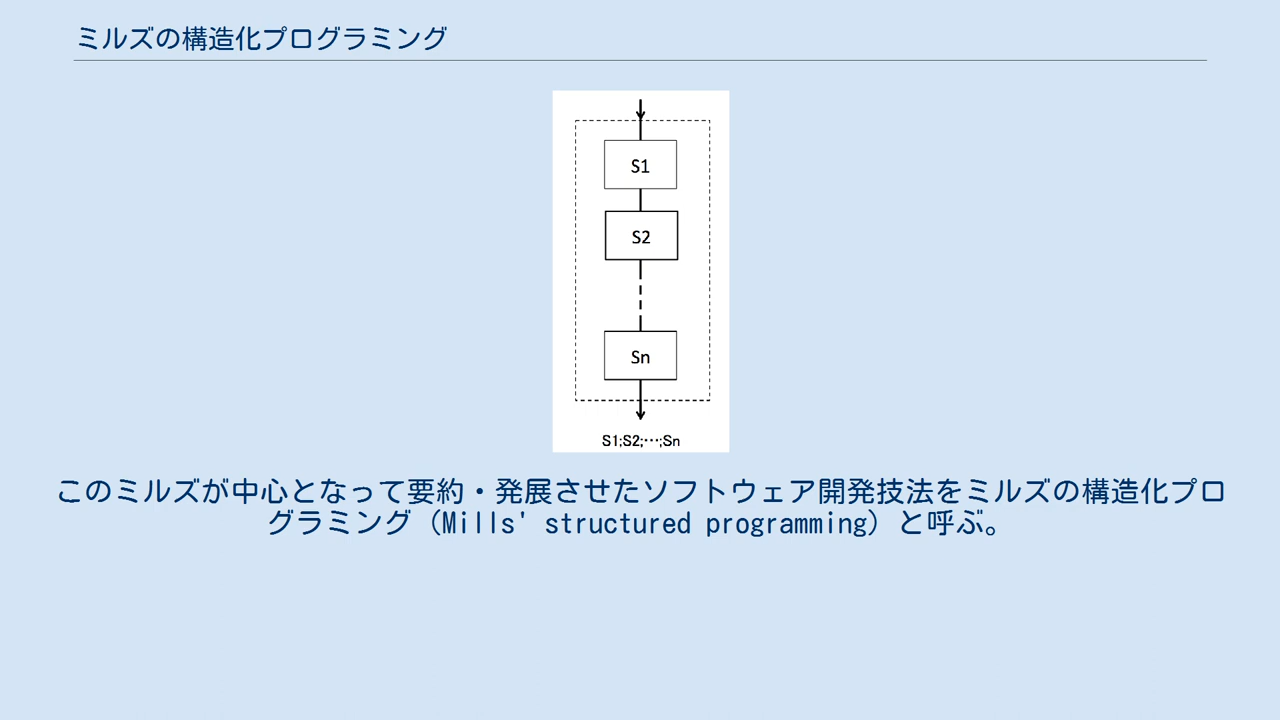 ミルズの構造化プログラミング
S1
S2
Sn
S1;S2;…;Sn
このミルズが中心となって要約・発展させたソフトウェア開発技法をミルズの構造化プロ
グラミング（Mills' structured programming）と呼ぶ。